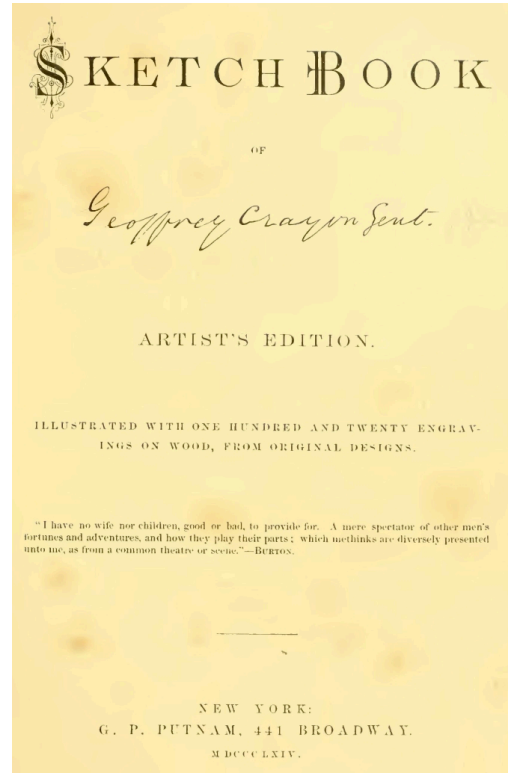 SKETCH BOOK
OF
Geoffrey Crayon Gent.
ARTIST'S EDITION.
ILLUSTRATED WITH ONE HUNDRED AND TWENTY ENGRAV-
INGS ON WOOD, FROM ORIGINAL DESIGNS.
"I have no wife nor children, good or bad, to provide for. A mere spectator of other men's
fortunes and adventures, and how they play their parts; which methinks are diversely presented
unto me, as from a common theatre or scene."—BURTON.
NEW YORK:
G. P. PUTNAM, 441 BROADWAY.
MDCCCLXIV.